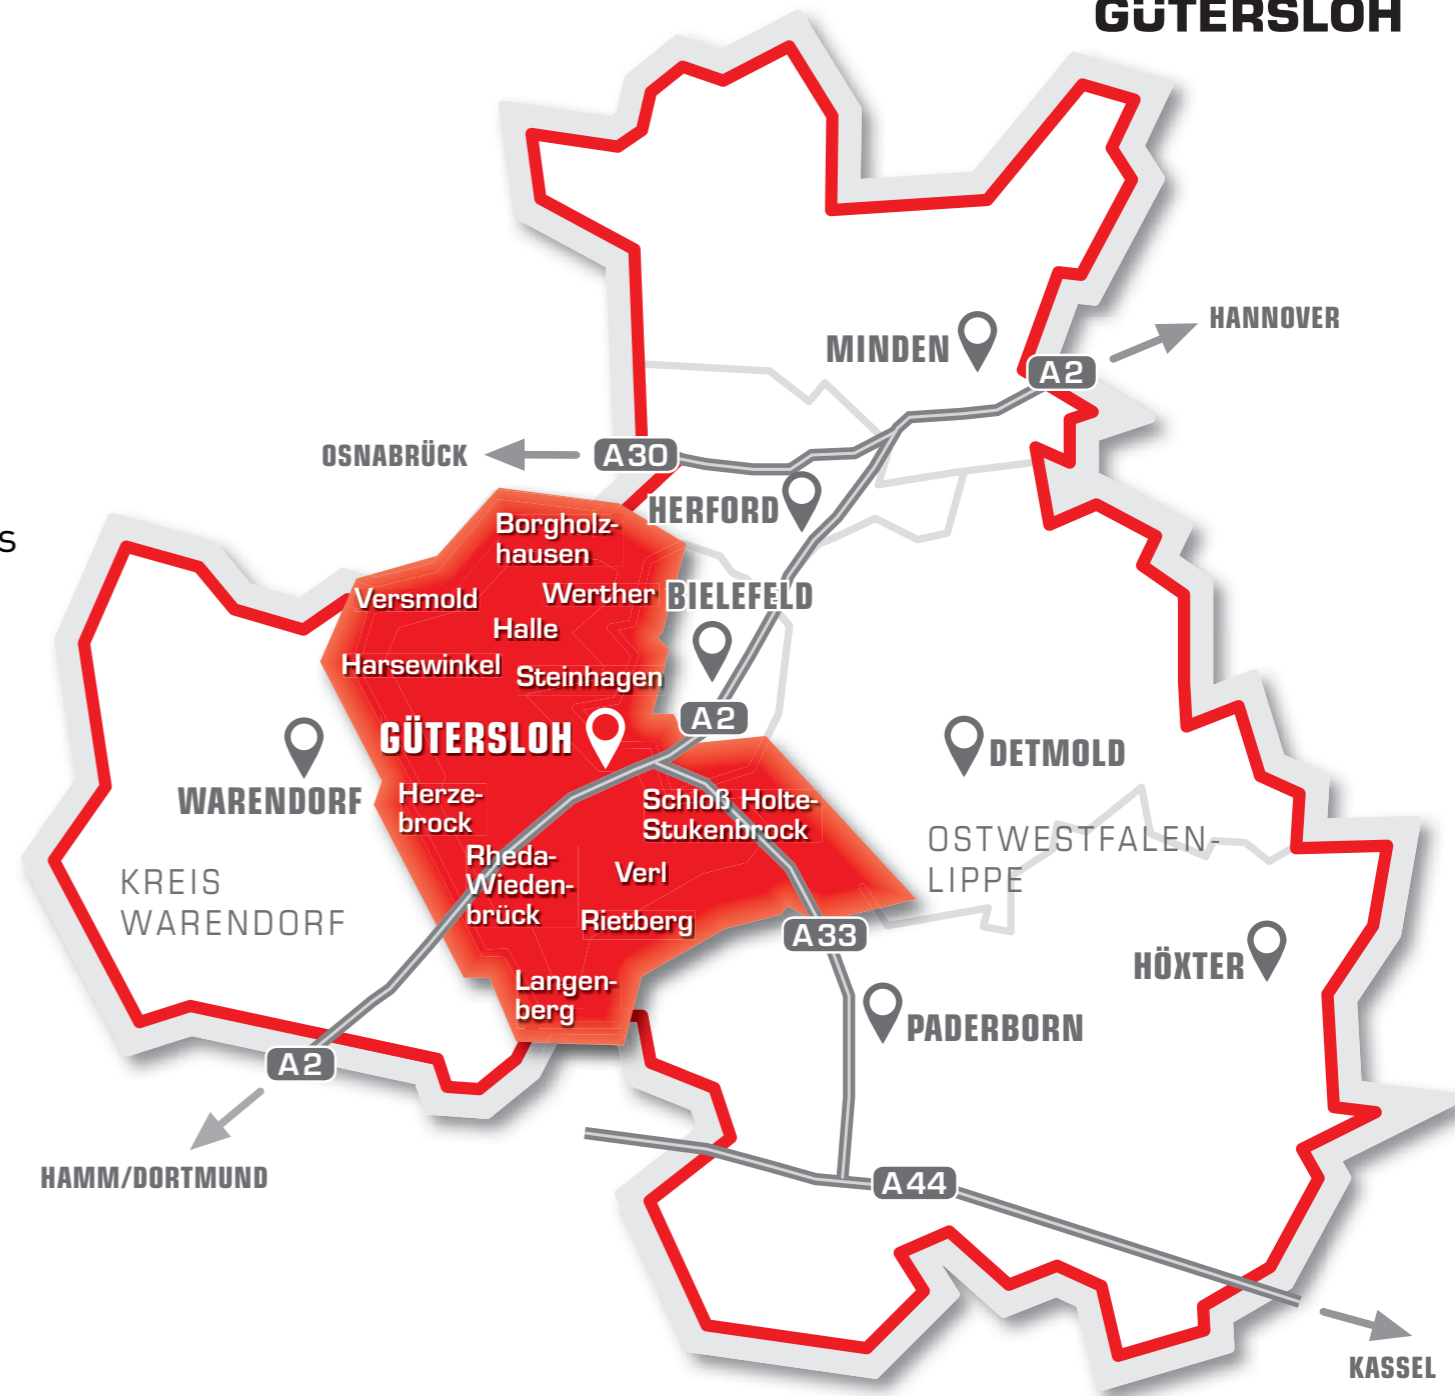 GÜTERSLOH
HANNOVER
MINDEN
A2
OSNABRÜCK
A30
HERFORD
s
Borgholz-
hausen
Versmold
Werther
BIELEFELD
Halle
Harsewinkel
Steinhagen
A2
GÜTERSLOH
DETMOLD
WARENDORF
Herze-
brock
Schloß Holte-
Stukenbrock
OSTWESTFALEN-
LIPPE
KREIS
WARENDORF
Rheda-
Wieden-
brück
Verl
Rietberg
A33
HÖXTER
Langen-
berg
PADERBORN
A2
HAMM/DORTMUND
A44
KASSEL